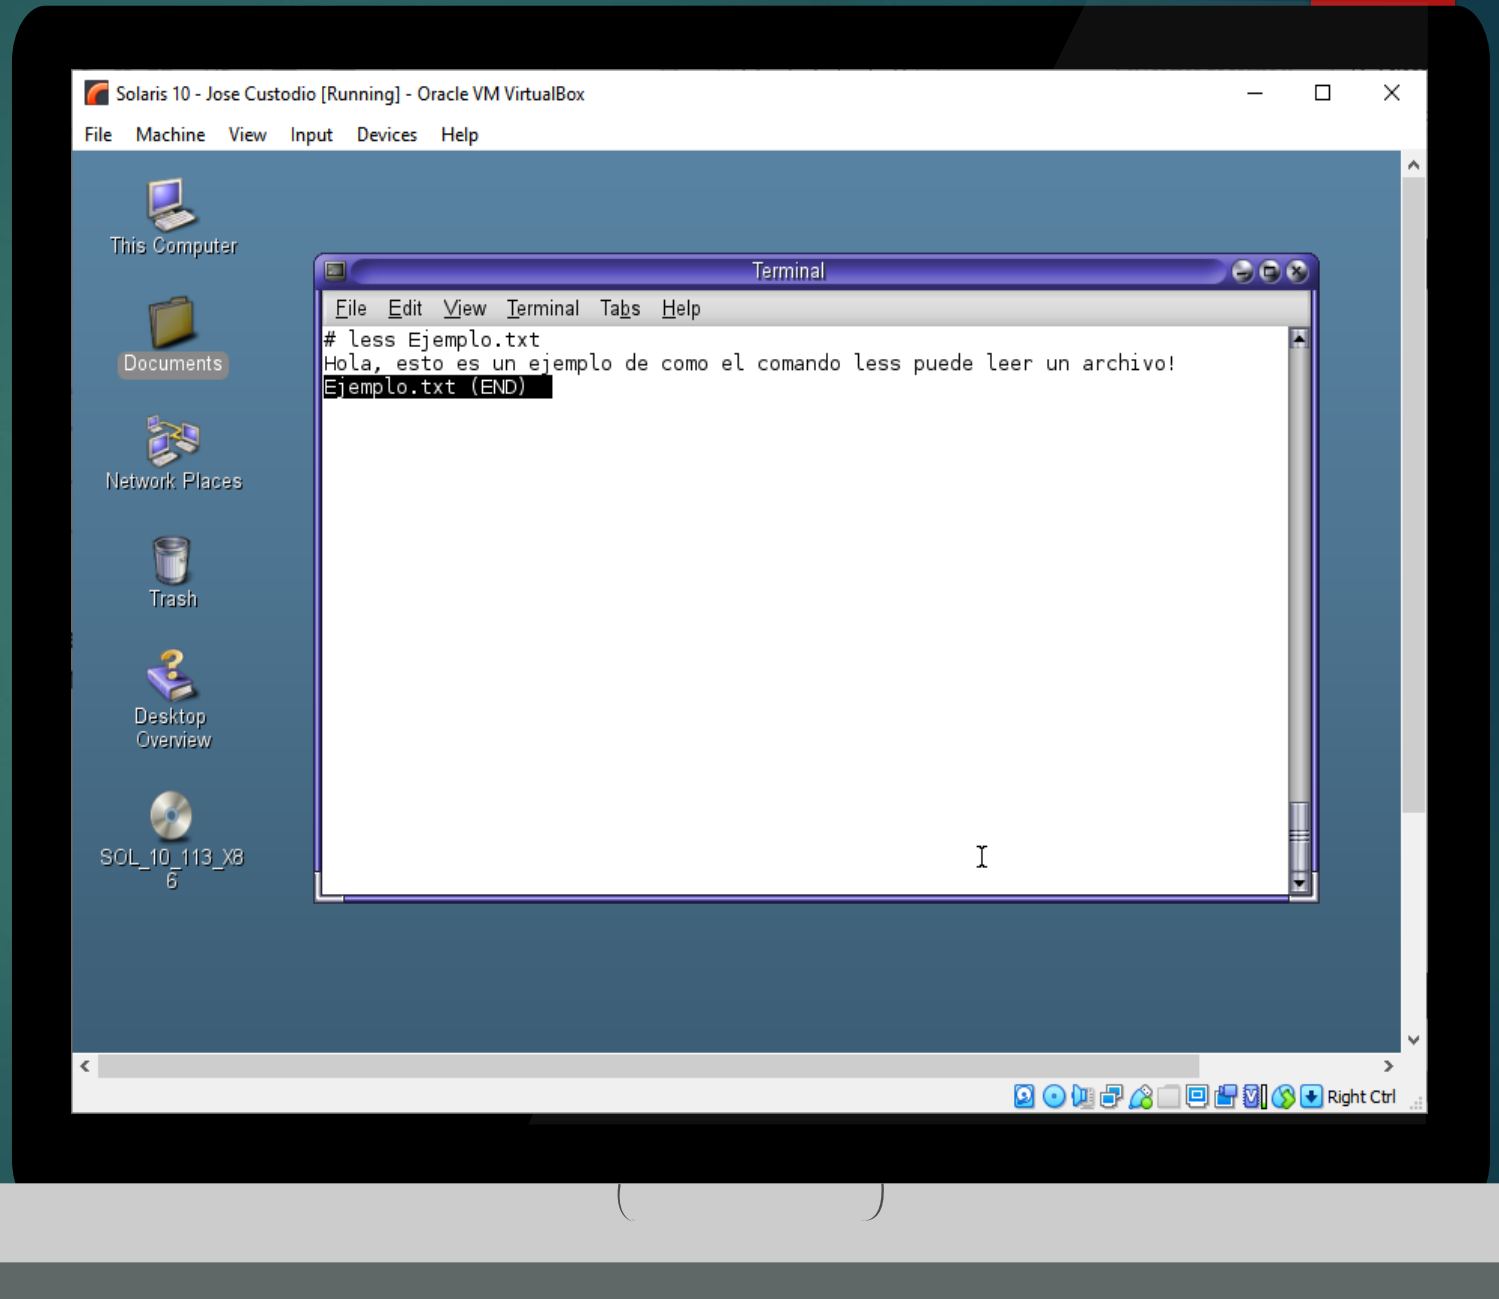 Solaris 10 - Jose Custodio [Running] - Oracle VM VirtualBox
File Machine View Input Devices Help
This Computer
Documents
Network Places
Trash
Desktop
Overview
SOL_10_113_X8
6
Terminal
File Edit View Terminal Tabs Help
# less Ejemplo.txt
Hola, esto es un ejemplo de como el comando less puede leer un archivo!
Ejemplo.txt (END)
Right Ctrl